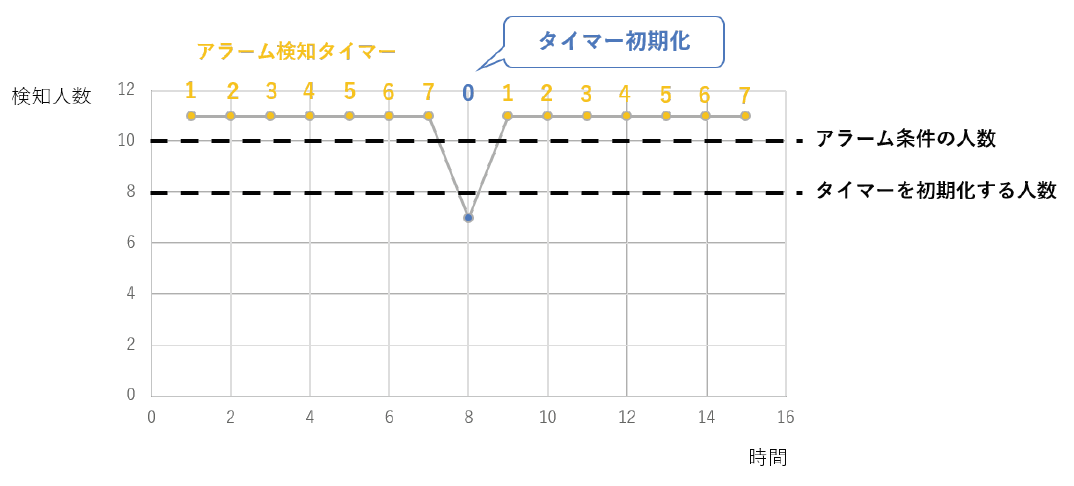 タイマー初期化
アラーム検知タイマー
検知人数
12
1 2 3 4 5 6 7 0 1 2 3 4 5 6 7
10
アラーム条件の人数
8
タイマーを初期化する人数
6
4
2
0
0 2 4 6 8 10 12 14 16
時間